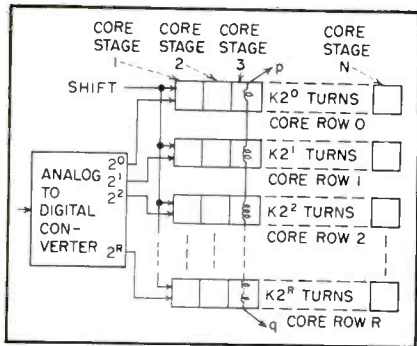 CORE STAGE 1
CORE STAGE 2
CORE STAGE 3
CORE STAGE N
SHIFT
p
K2⁰ TURNS
CORE ROW 0
K2¹ TURNS
CORE ROW 1
K2² TURNS
CORE ROW 2
K2ᴿ TURNS
CORE ROW R
q
ANALOG
TO
DIGITAL
CON-
VERTER
2⁰
2¹
2²
2ᴿ